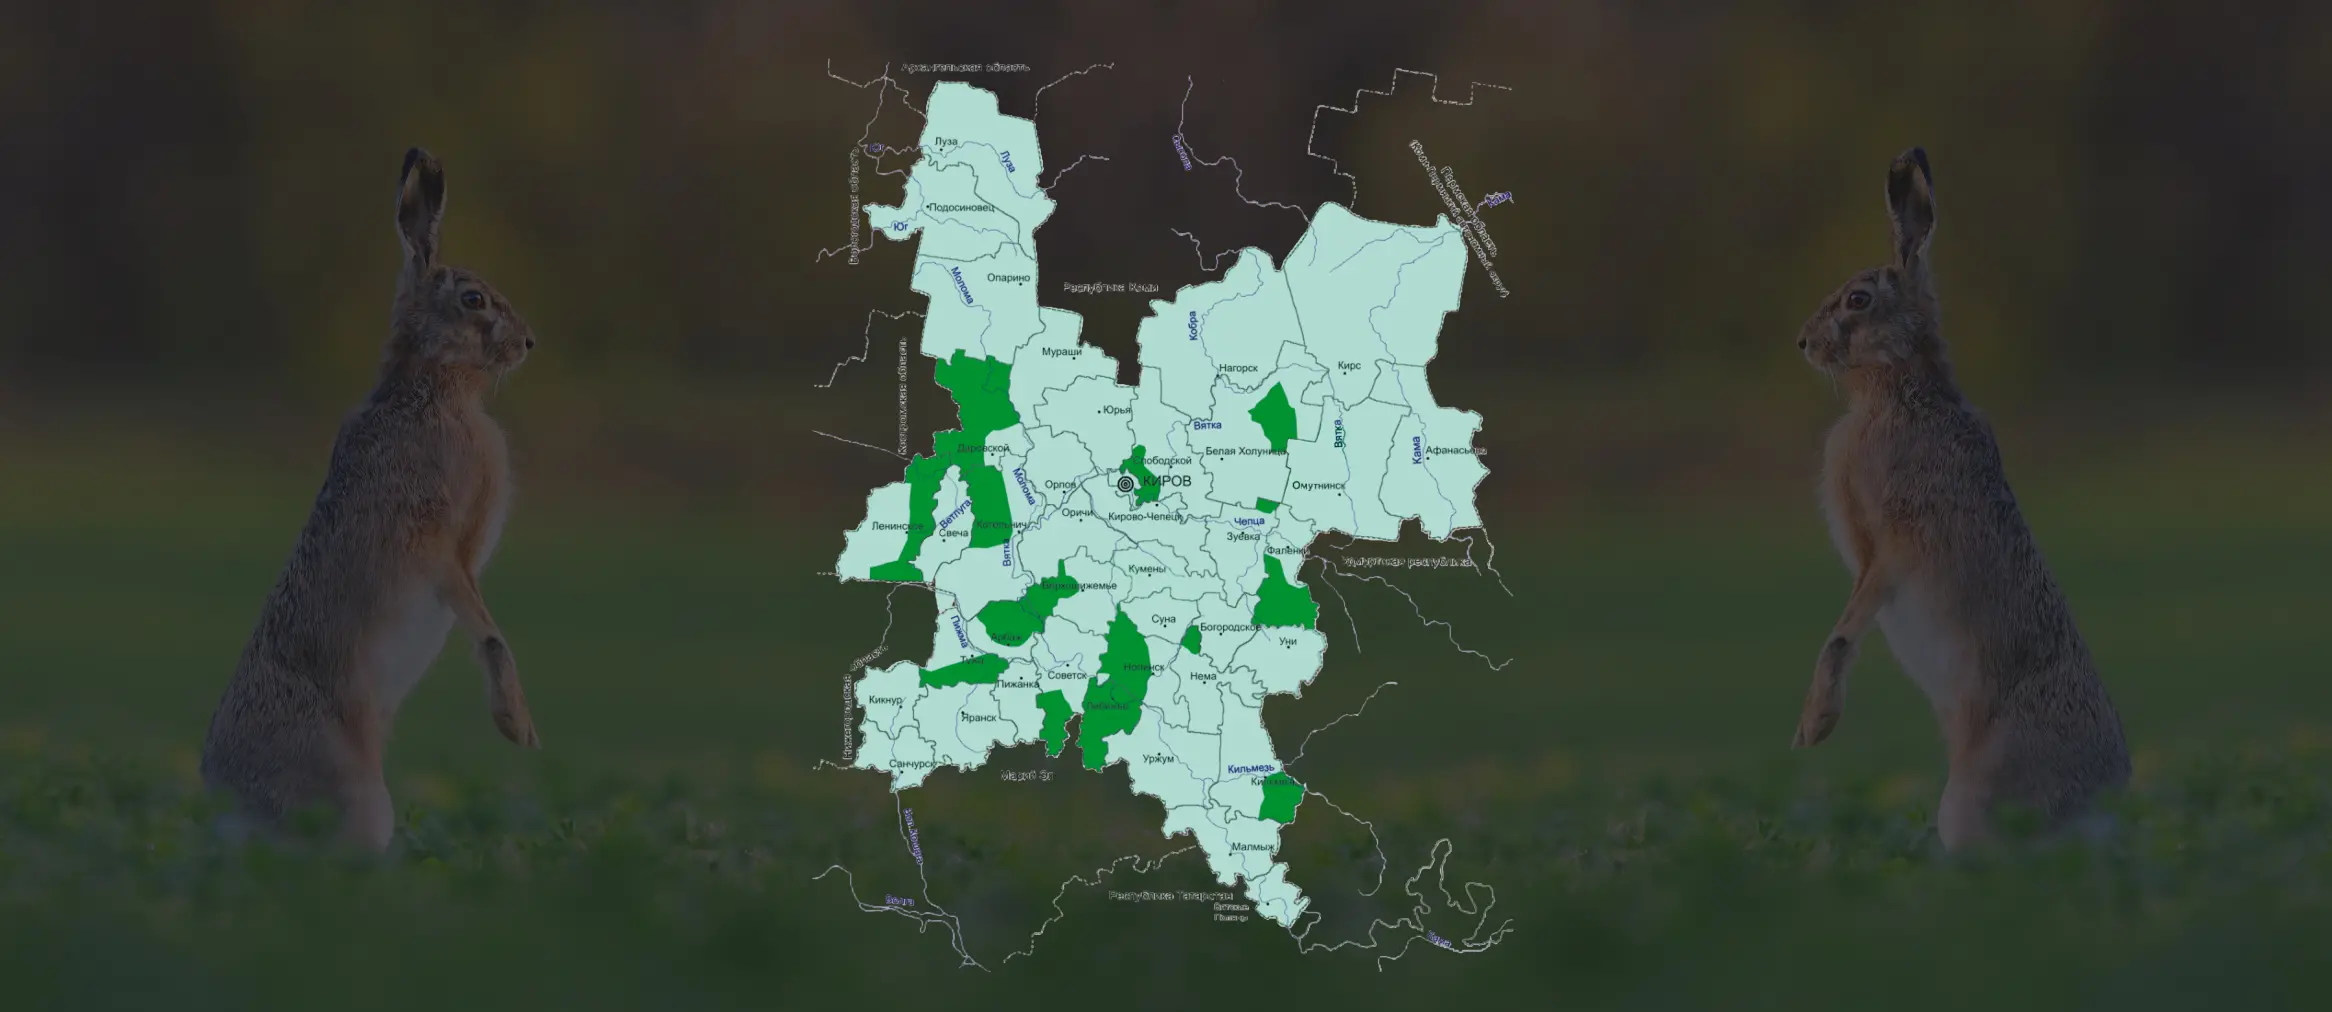 Архангельская область
Луза
Луза
Юг
Вологодская область
Подосиновец
Юг
Кама
Молома
Опарино
Республика Коми
Костромская область
Мураши
Кобра
Нагорск
Кирс
Юрья
Вятка
Вятка
Кама
Даровской
Белая Холуница
Афанасьево
Слободской
КИРОВ
Молома
Орлов
Омутнинск
Ленинское
Ветлуга
Котельнич
Оричи
Кирово-Чепецк
Чепца
Свеча
Зуевка
Вятка
Фаленки
Удмуртская республика
Кумены
Верхошижемье
Пижма
Арбаж
Суна
Богородское
Уни
область
Нижегородская
Тужа
Пижанка
Советск
Нолинск
Нема
Кикнур
Яранск
Лебяжье
Санчурск
Марий Эл
Уржум
Кильмезь
Кильмезь
Малмыж
Республика Татарстан
Вятские
Поляны
Волга